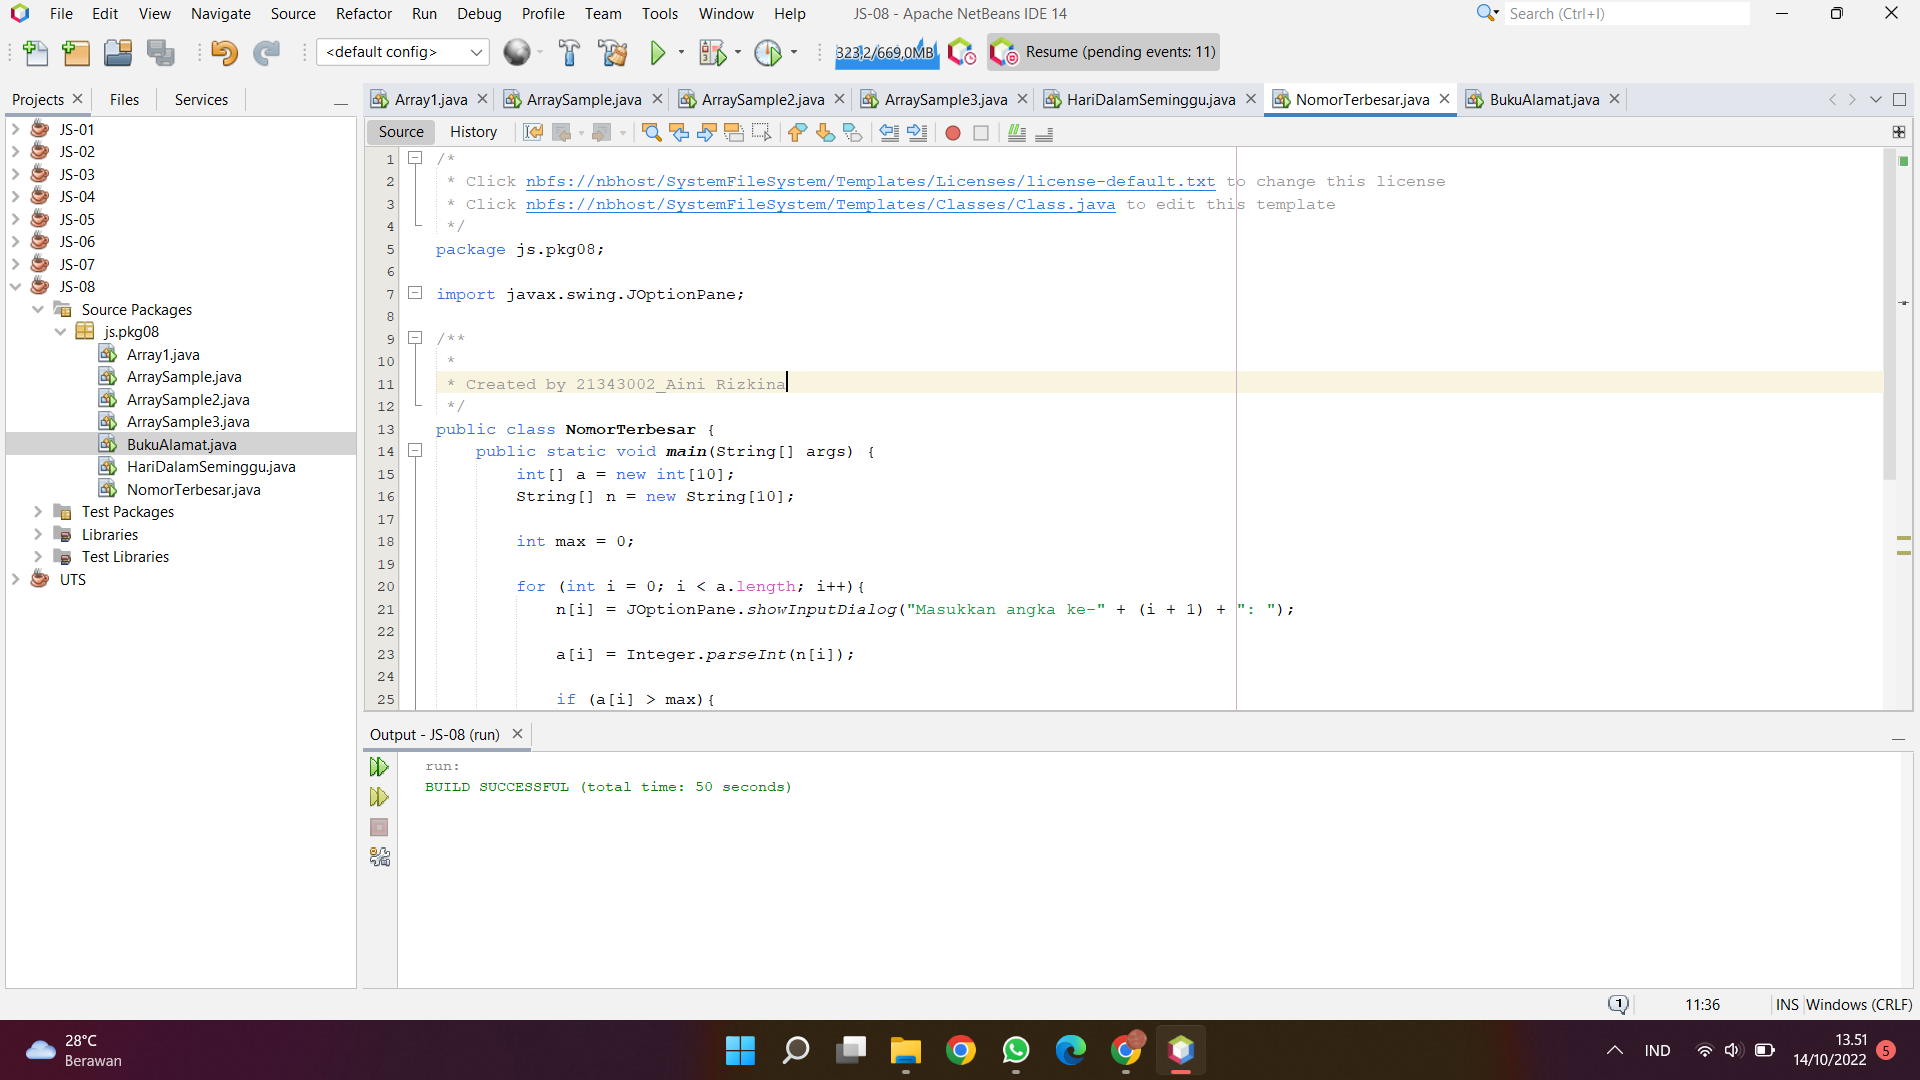 File Edit View Navigate Source Refactor Run Debug Profile Team Tools Window Help
JS-08 - Apache NetBeans IDE 14
Search (Ctrl+I)
<default config>
323,2/669,0MB
Resume (pending events: 11)
Projects Files Services
JS-01
JS-02
JS-03
JS-04
JS-05
JS-06
JS-07
JS-08
Source Packages
js.pkg08
Array1.java
ArraySample.java
ArraySample2.java
ArraySample3.java
BukuAlamat.java
HariDalamSeminggu.java
NomorTerbesar.java
Test Packages
Libraries
Test Libraries
UTS
Array1.java ArraySample.java ArraySample2.java ArraySample3.java HariDalamSeminggu.java NomorTerbesar.java BukuAlamat.java
Source History
1 /*
2 * Click nbfs://nbhost/SystemFileSystem/Templates/Licenses/license-default.txt to change this license
3 * Click nbfs://nbhost/SystemFileSystem/Templates/Classes/Class.java to edit this template
4 */
5 package js.pkg08;
6
7 import javax.swing.JOptionPane;
8
9 /**
10 *
11 * Created by 21343002_Aini Rizkina
12 */
13 public class NomorTerbesar {
14 public static void main(String[] args) {
15 int[] a = new int[10];
16 String[] n = new String[10];
17
18 int max = 0;
19
20 for (int i = 0; i < a.length; i++){
21 n[i] = JOptionPane.showInputDialog("Masukkan angka ke-" + (i + 1) + ": ");
22
23 a[i] = Integer.parseInt(n[i]);
24
25 if (a[i] > max){
Output - JS-08 (run)
run:
BUILD SUCCESSFUL (total time: 50 seconds)
1
11:36
INS
Windows (CRLF)
28°C
Berawan
IND
13.51
14/10/2022
5